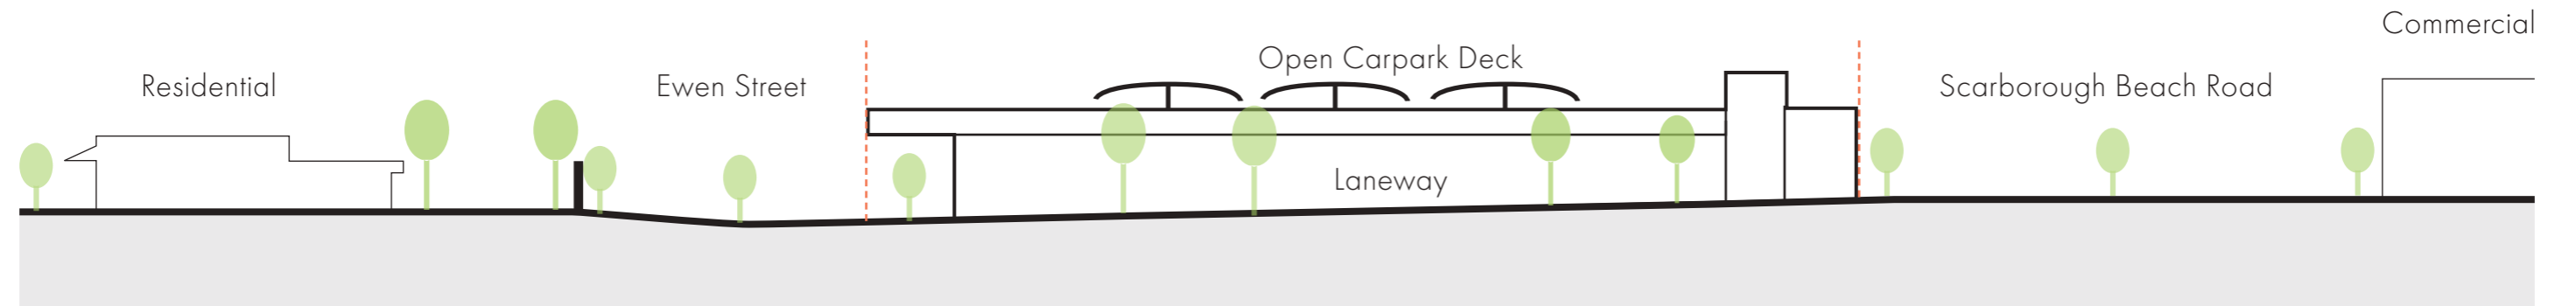 Commercial
Residential
Ewen Street
Open Carpark Deck
Scarborough Beach Road
Laneway